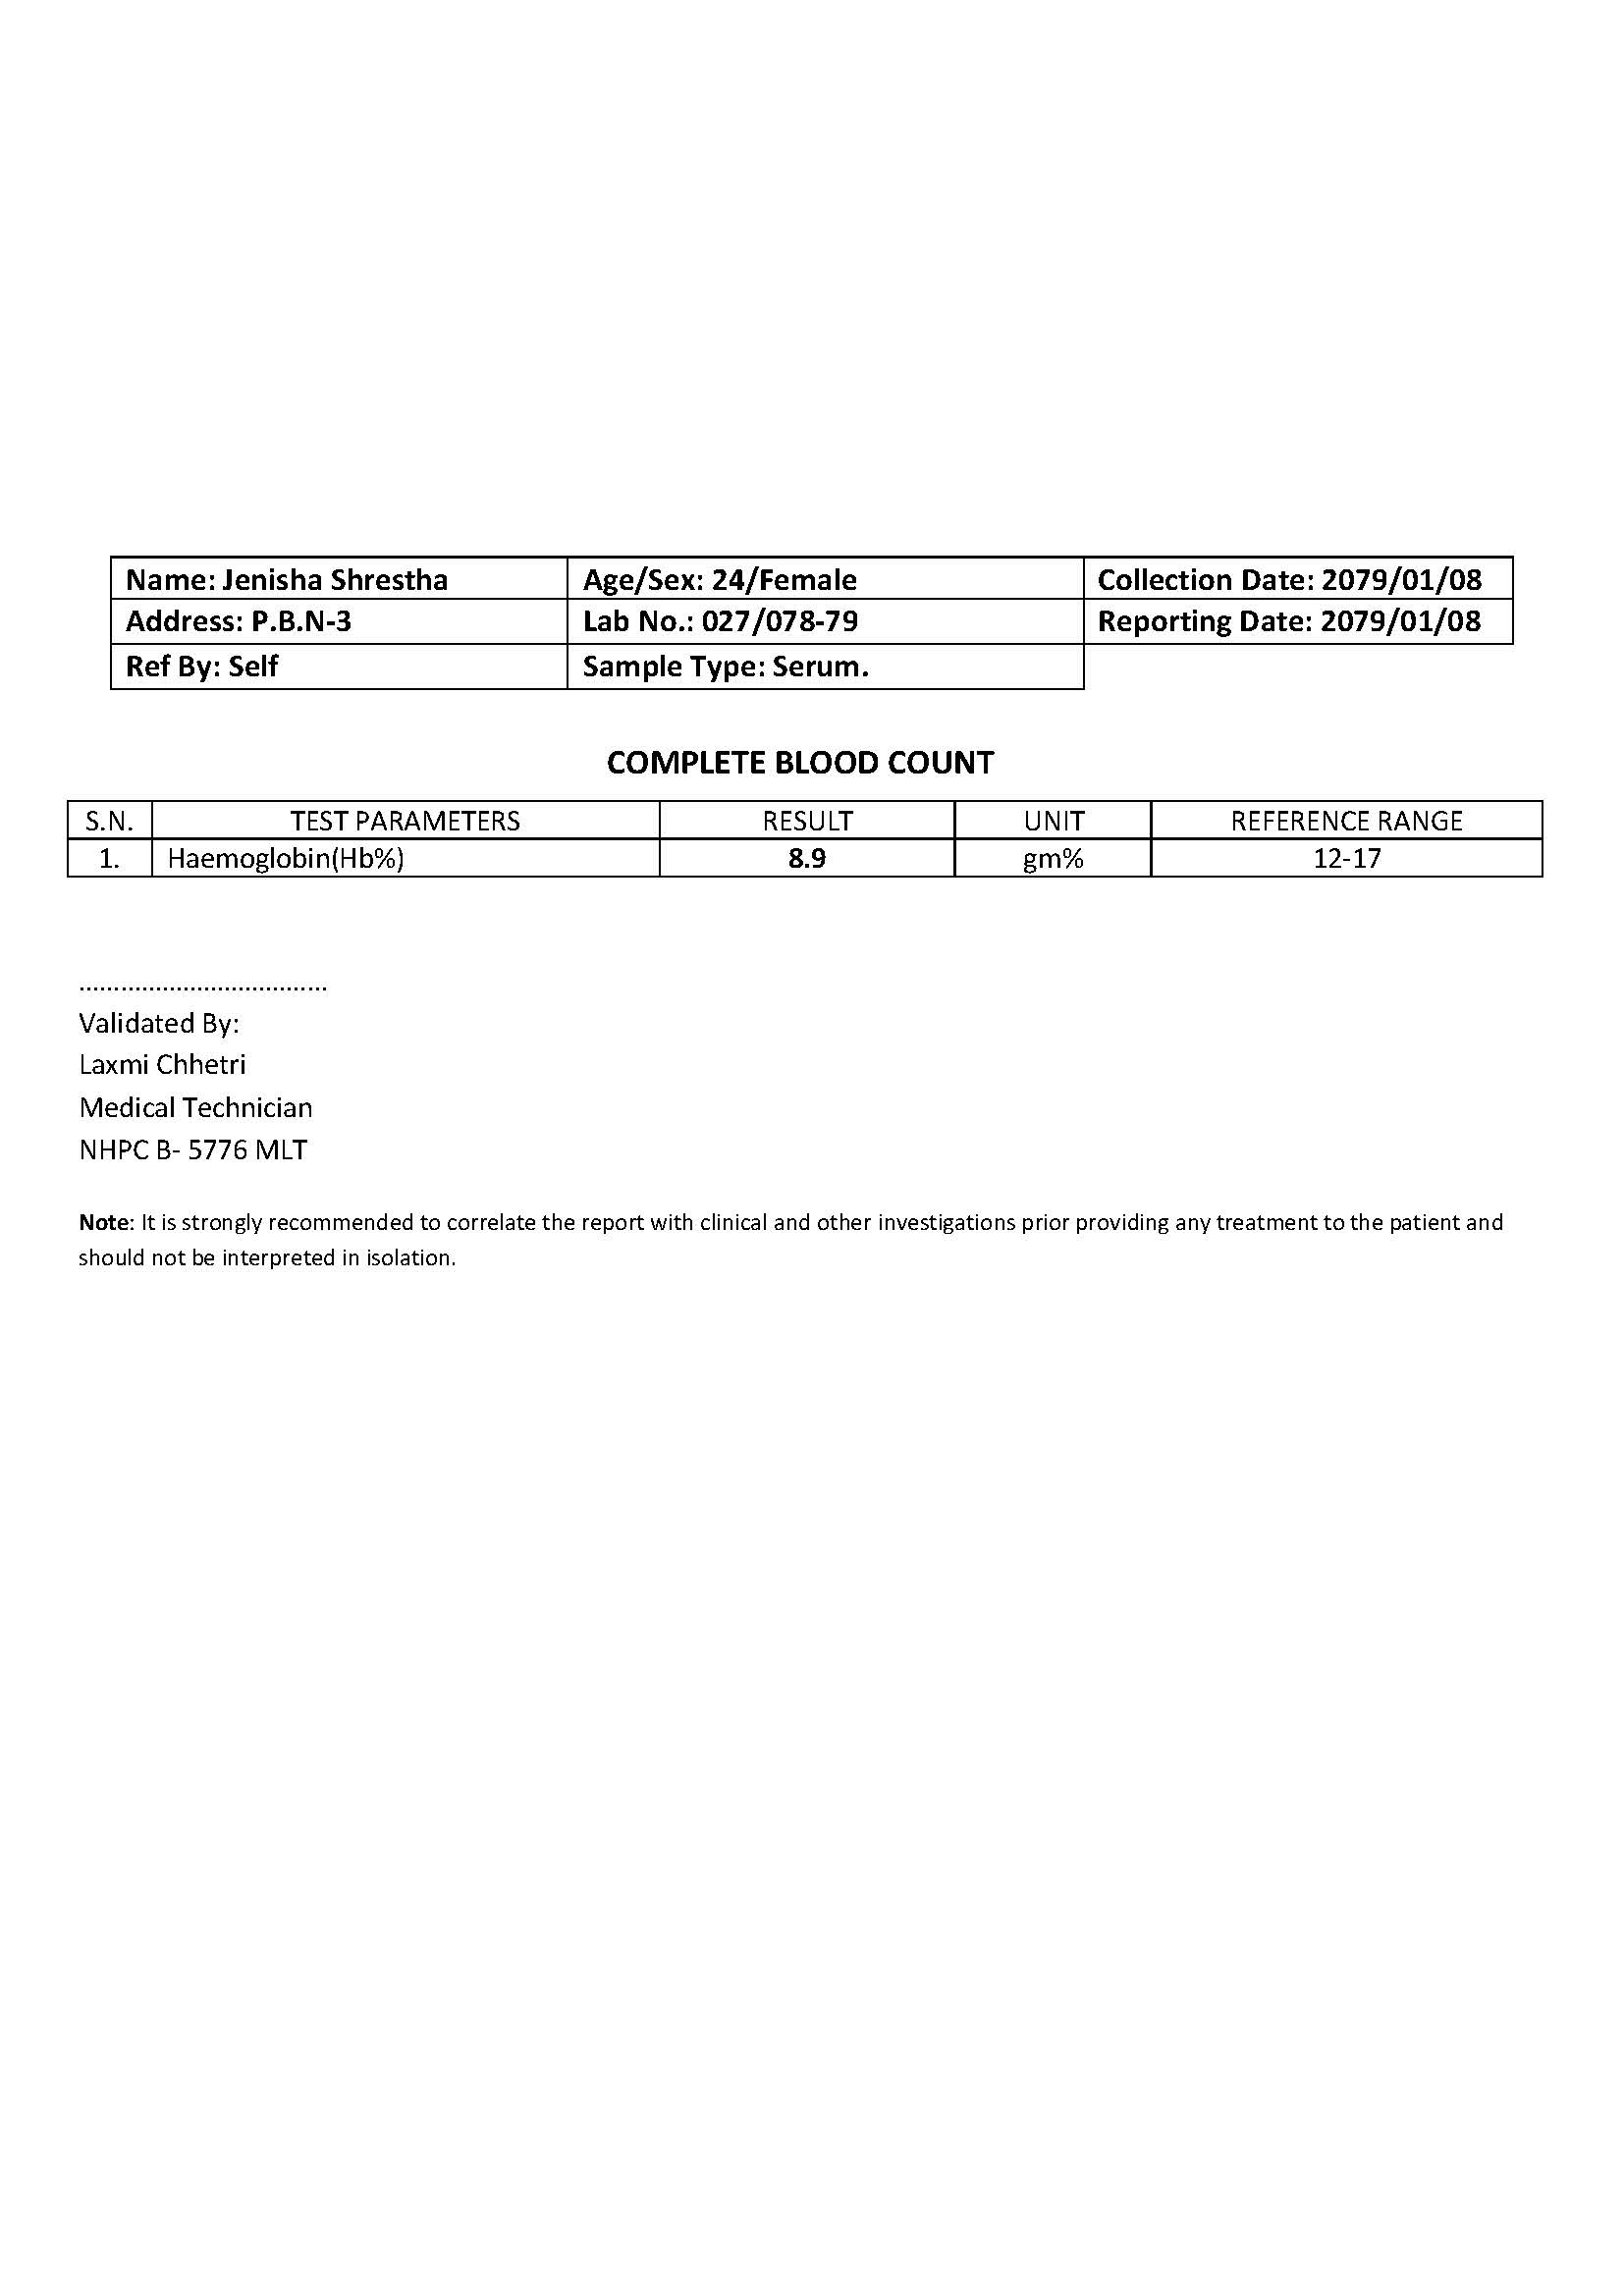 Name: Jenisha Shrestha Age/Sex: 24/Female Collection Date: 2079/01/08
Address: P.B.N-3 Lab No.: 027/078-79 Reporting Date: 2079/01/08
Ref By: Self Sample Type: Serum.
COMPLETE BLOOD COUNT
S.N. TEST PARAMETERS RESULT UNIT REFERENCE RANGE
1. Haemoglobin(Hb%) 8.9 gm% 12-17
....................................
Validated By:
Laxmi Chhetri
Medical Technician
NHPC B- 5776 MLT
Note: It is strongly recommended to correlate the report with clinical and other investigations prior providing any treatment to the patient and
should not be interpreted in isolation.